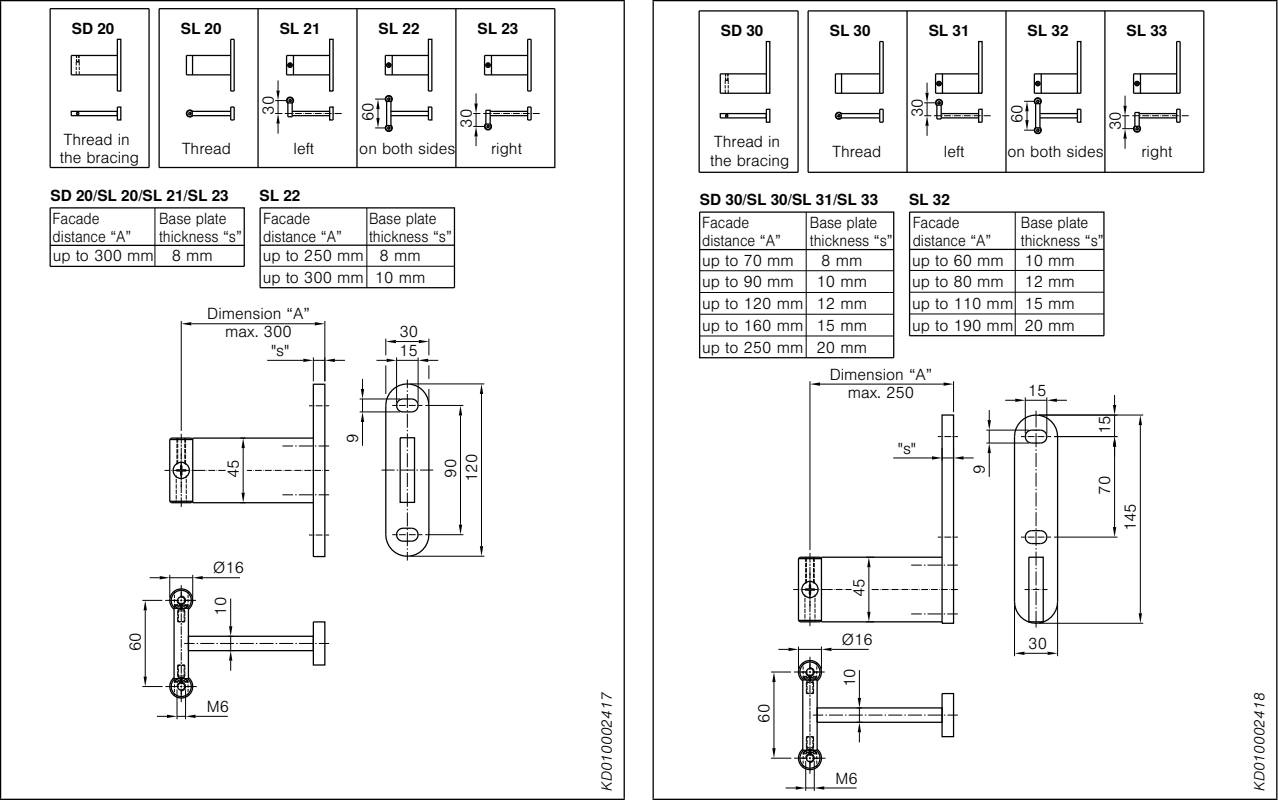 SD 20
SL 20
SL 21
SL 22
SL 23
30
60
30
Thread in
the bracing
Thread
left
on both sides
right
SD 20/SL 20/SL 21/SL 23
Facade
distance “A”
Base plate
thickness “s”
up to 300 mm
8 mm
SL 22
Facade
distance “A”
Base plate
thickness “s”
up to 250 mm
8 mm
up to 300 mm
10 mm
Dimension “A”
max. 300
"s"
30
15
9
45
90
120
Ø16
10
60
M6
KD010002417
SD 30
SL 30
SL 31
SL 32
SL 33
30
60
30
Thread in
the bracing
Thread
left
on both sides
right
SD 30/SL 30/SL 31/SL 33
Facade
distance “A”
Base plate
thickness “s”
up to 70 mm
8 mm
up to 90 mm
10 mm
up to 120 mm
12 mm
up to 160 mm
15 mm
up to 250 mm
20 mm
SL 32
Facade
distance “A”
Base plate
thickness “s”
up to 60 mm
10 mm
up to 80 mm
12 mm
up to 110 mm
15 mm
up to 190 mm
20 mm
Dimension “A”
max. 250
"s"
15
15
9
70
145
45
30
Ø16
10
60
M6
KD010002418